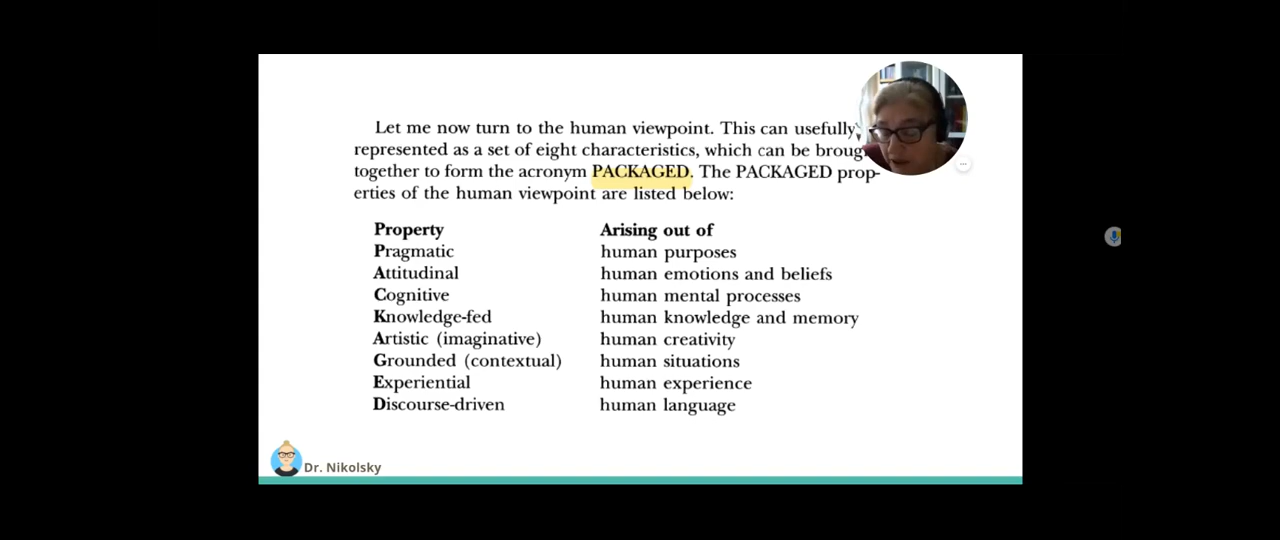 Let me now turn to the human viewpoint. This can usefully
represented as a set of eight characteristics, which can be broug
together to form the acronym PACKAGED. The PACKAGED prop-
erties of the human viewpoint are listed below:
Property Arising out of
Pragmatic human purposes
Attitudinal human emotions and beliefs
Cognitive human mental processes
Knowledge-fed human knowledge and memory
Artistic (imaginative) human creativity
Grounded (contextual) human situations
Experiential human experience
Discourse-driven human language
Dr. Nikolsky